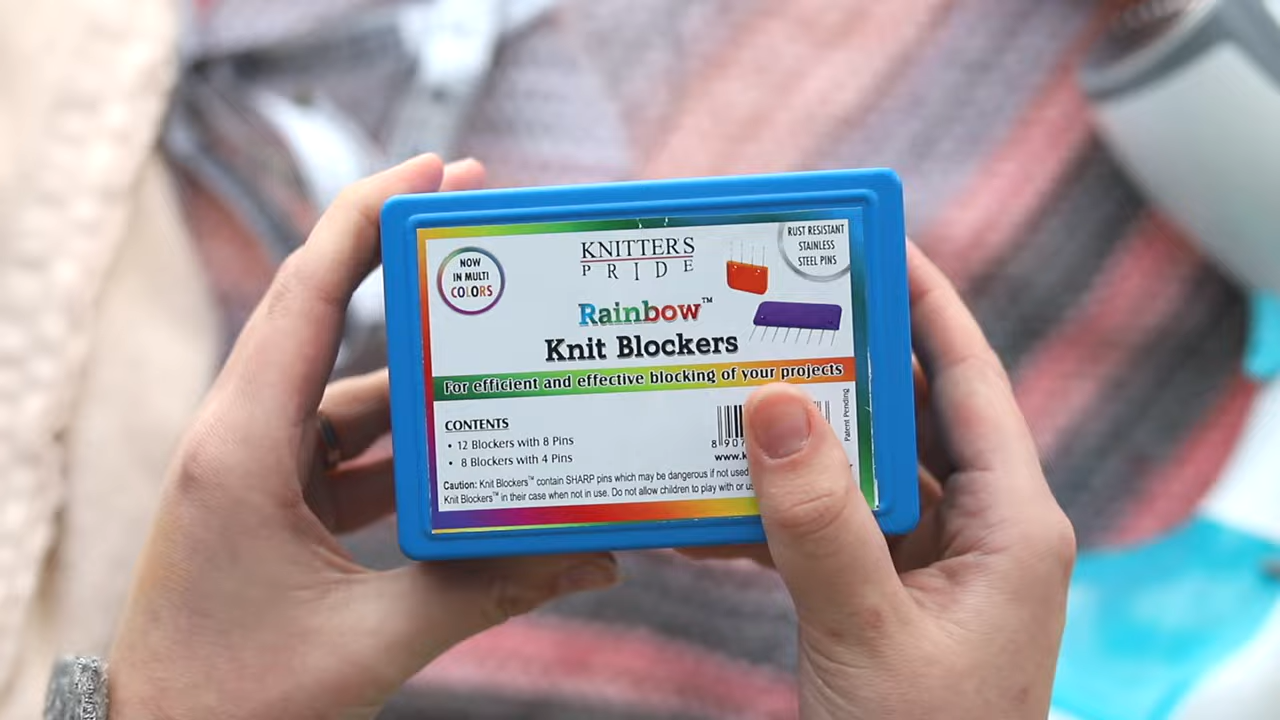 NOW
IN MULTI
COLORS
KNITTER'S
PRIDE
RUST RESISTANT
STAINLESS
STEEL PINS
Rainbow™
Knit Blockers
For efficient and effective blocking of your projects
CONTENTS
• 12 Blockers with 8 Pins
• 8 Blockers with 4 Pins
8 907
www.k
Patent Pending
Caution: Knit Blockers™ contain SHARP pins which may be dangerous if not used
Knit Blockers™ in their case when not in use. Do not allow children to play with or